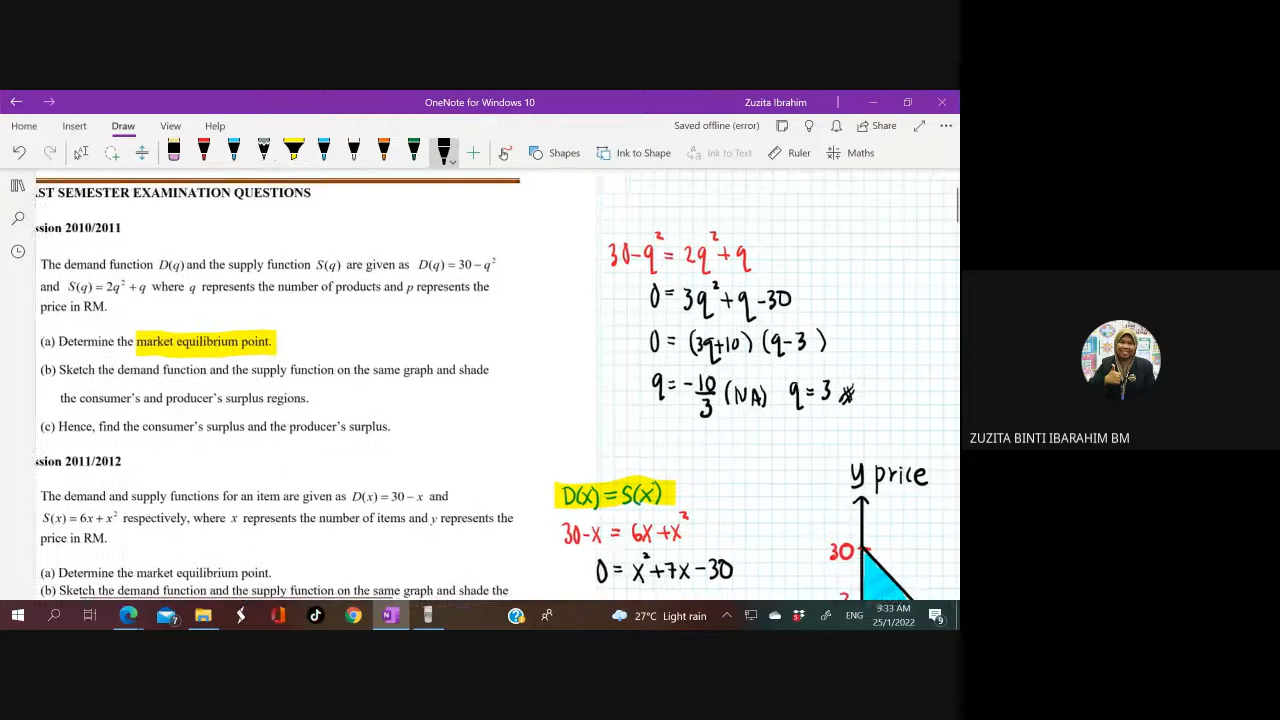 OneNote for Windows 10
Zuzita Ibrahim
Home Insert Draw View Help
Saved offline (error) Share
Shapes Ink to Shape Ink to Text Ruler Maths
AST SEMESTER EXAMINATION QUESTIONS
ssion 2010/2011
The demand function D(q) and the supply function S(q) are given as D(q) = 30 − q²
and S(q) = 2q² + q where q represents the number of products and p represents the
price in RM.
(a) Determine the market equilibrium point.
(b) Sketch the demand function and the supply function on the same graph and shade
the consumer's and producer's surplus regions.
(c) Hence, find the consumer's surplus and the producer's surplus.
ssion 2011/2012
The demand and supply functions for an item are given as D(x) = 30 − x and
S(x) = 6x + x² respectively, where x represents the number of items and y represents the
price in RM.
(a) Determine the market equilibrium point.
(b) Sketch the demand function and the supply function on the same graph and shade the
30-q² = 2q²+q
0 = 3q²+q-30
0 = (3q+10)(q-3)
q = -10/3 (NA) q = 3
D(x) = S(x)
30-x = 6x+x²
0 = x²+7x-30
y price
30
ZUZITA BINTI IBARAHIM BM
7
27°C Light rain
ENG
9:33 AM
25/1/2022
9